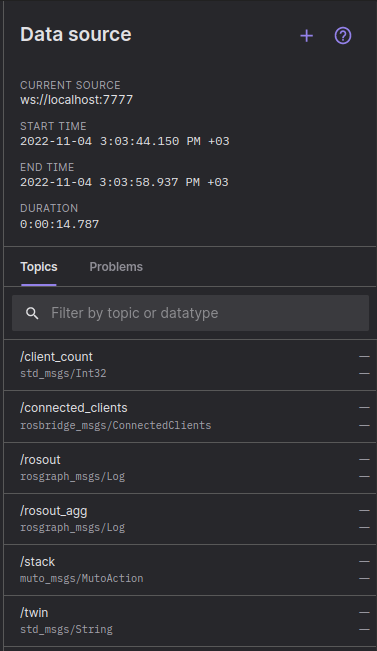 Data source
CURRENT SOURCE
ws://localhost:7777
START TIME
2022-11-04 3:03:44.150 PM +03
END TIME
2022-11-04 3:03:58.937 PM +03
DURATION
0:00:14.787
Topics Problems
Filter by topic or datatype
/client_count —
std_msgs/Int32 —
/connected_clients —
rosbridge_msgs/ConnectedClients —
/rosout —
rosgraph_msgs/Log —
/rosout_agg —
rosgraph_msgs/Log —
/stack —
muto_msgs/MutoAction —
/twin —
std_msgs/String —